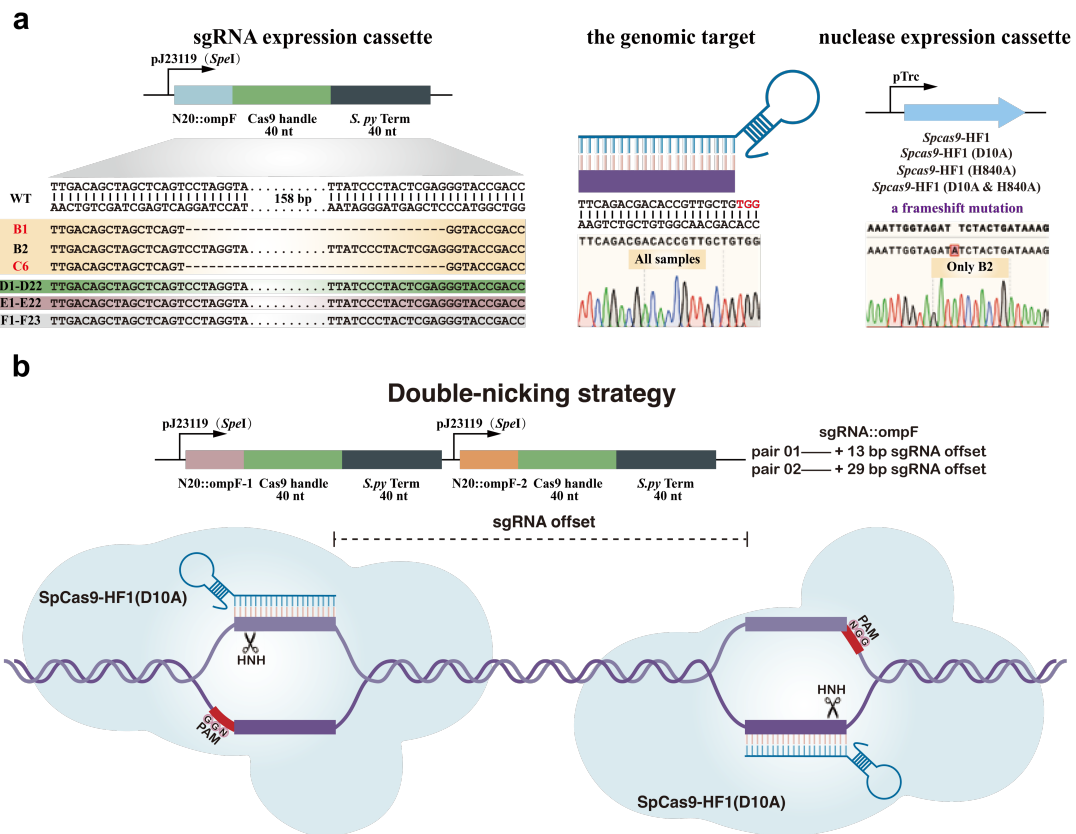 a
sgRNA expression cassette
pJ23119 (SpeI)
N20::ompF
Cas9 handle
40 nt
S. py Term
40 nt
WT
TTGACAGCTAGCTCAGTCCTAGGTA..........TTATCCCTACTCGAGGGTACCGACC
158 bp
AACTGTCGATCGAGTCAGGATCCAT..........AATAGGGATGAGCTCCCATGGCTGG
B1 TTGACAGCTAGCTCAGT--------------------------GGTACCGACC
B2 TTGACAGCTAGCTCAGTCCTAGGTA..........TTATCCCTACTCGAGGGTACCGACC
C6 TTGACAGCTAGCTCAGT--------------------------GGTACCGACC
D1-D22 TTGACAGCTAGCTCAGTCCTAGGTA..........TTATCCCTACTCGAGGGTACCGACC
E1-E22 TTGACAGCTAGCTCAGTCCTAGGTA..........TTATCCCTACTCGAGGGTACCGACC
F1-F23 TTGACAGCTAGCTCAGTCCTAGGTA..........TTATCCCTACTCGAGGGTACCGACC
the genomic target
TTCAGACGACACCGTTGCTGTGG
AAGTCTGCTGTGGCAACGACACC
TTCAGACGACACCGTTGCTGTGG
All samples
nuclease expression cassette
pTrc
Spcas9-HF1
Spcas9-HF1 (D10A)
Spcas9-HF1 (H840A)
Spcas9-HF1 (D10A & H840A)
a frameshift mutation
AAATTGGTAGAT TCTACTGATAAAG
AAATTGGTAGATATCTACTGATAAAG
Only B2
b
Double-nicking strategy
pJ23119 (SpeI)
pJ23119 (SpeI)
N20::ompF-1
Cas9 handle
40 nt
S.py Term
40 nt
N20::ompF-2
Cas9 handle
40 nt
S.py Term
40 nt
sgRNA::ompF
pair 01—— + 13 bp sgRNA offset
pair 02—— + 29 bp sgRNA offset
sgRNA offset
SpCas9-HF1(D10A)
HNH
GGN
PAM
PAM
NGG
HNH
SpCas9-HF1(D10A)